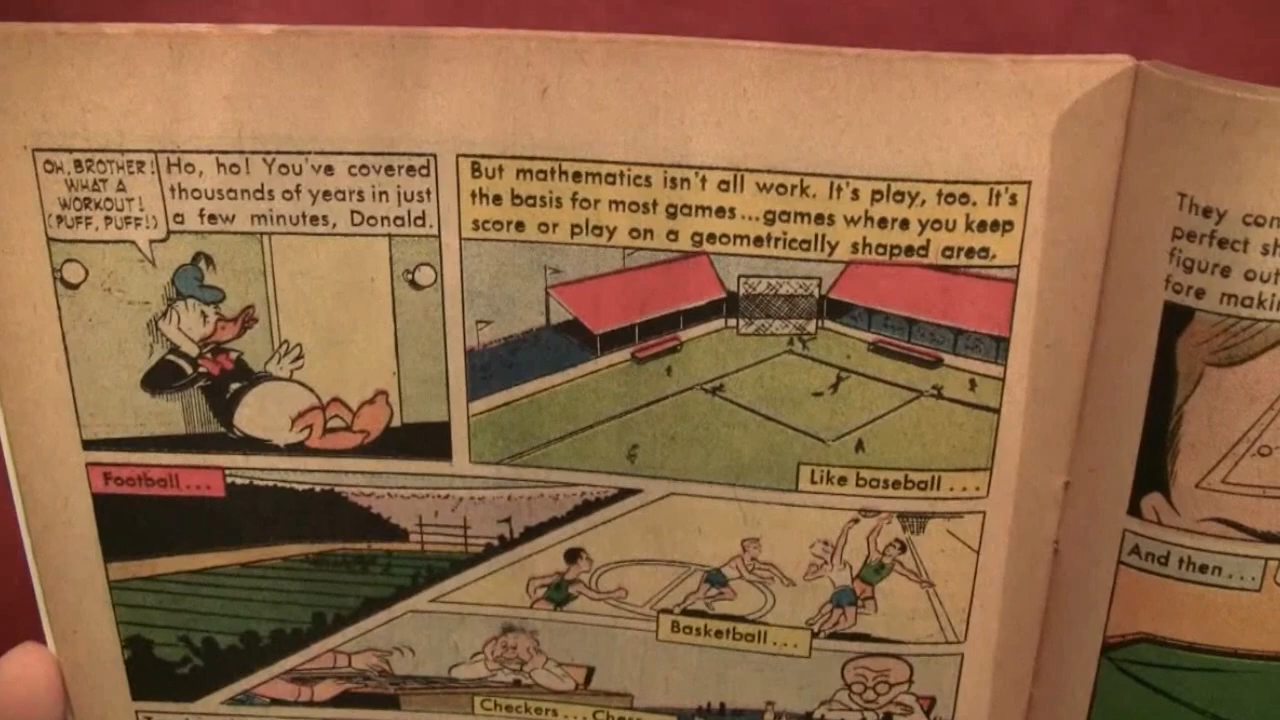 OH, BROTHER!
WHAT A
WORKOUT!
(PUFF, PUFF!)
Ho, ho! You've covered
thousands of years in just
a few minutes, Donald.
But mathematics isn't all work. It's play, too. It's
the basis for most games...games where you keep
score or play on a geometrically shaped area.
Like baseball ...
Football ...
Basketball ...
Checkers ... Chess
They
perfect
figure
fore
And then ...